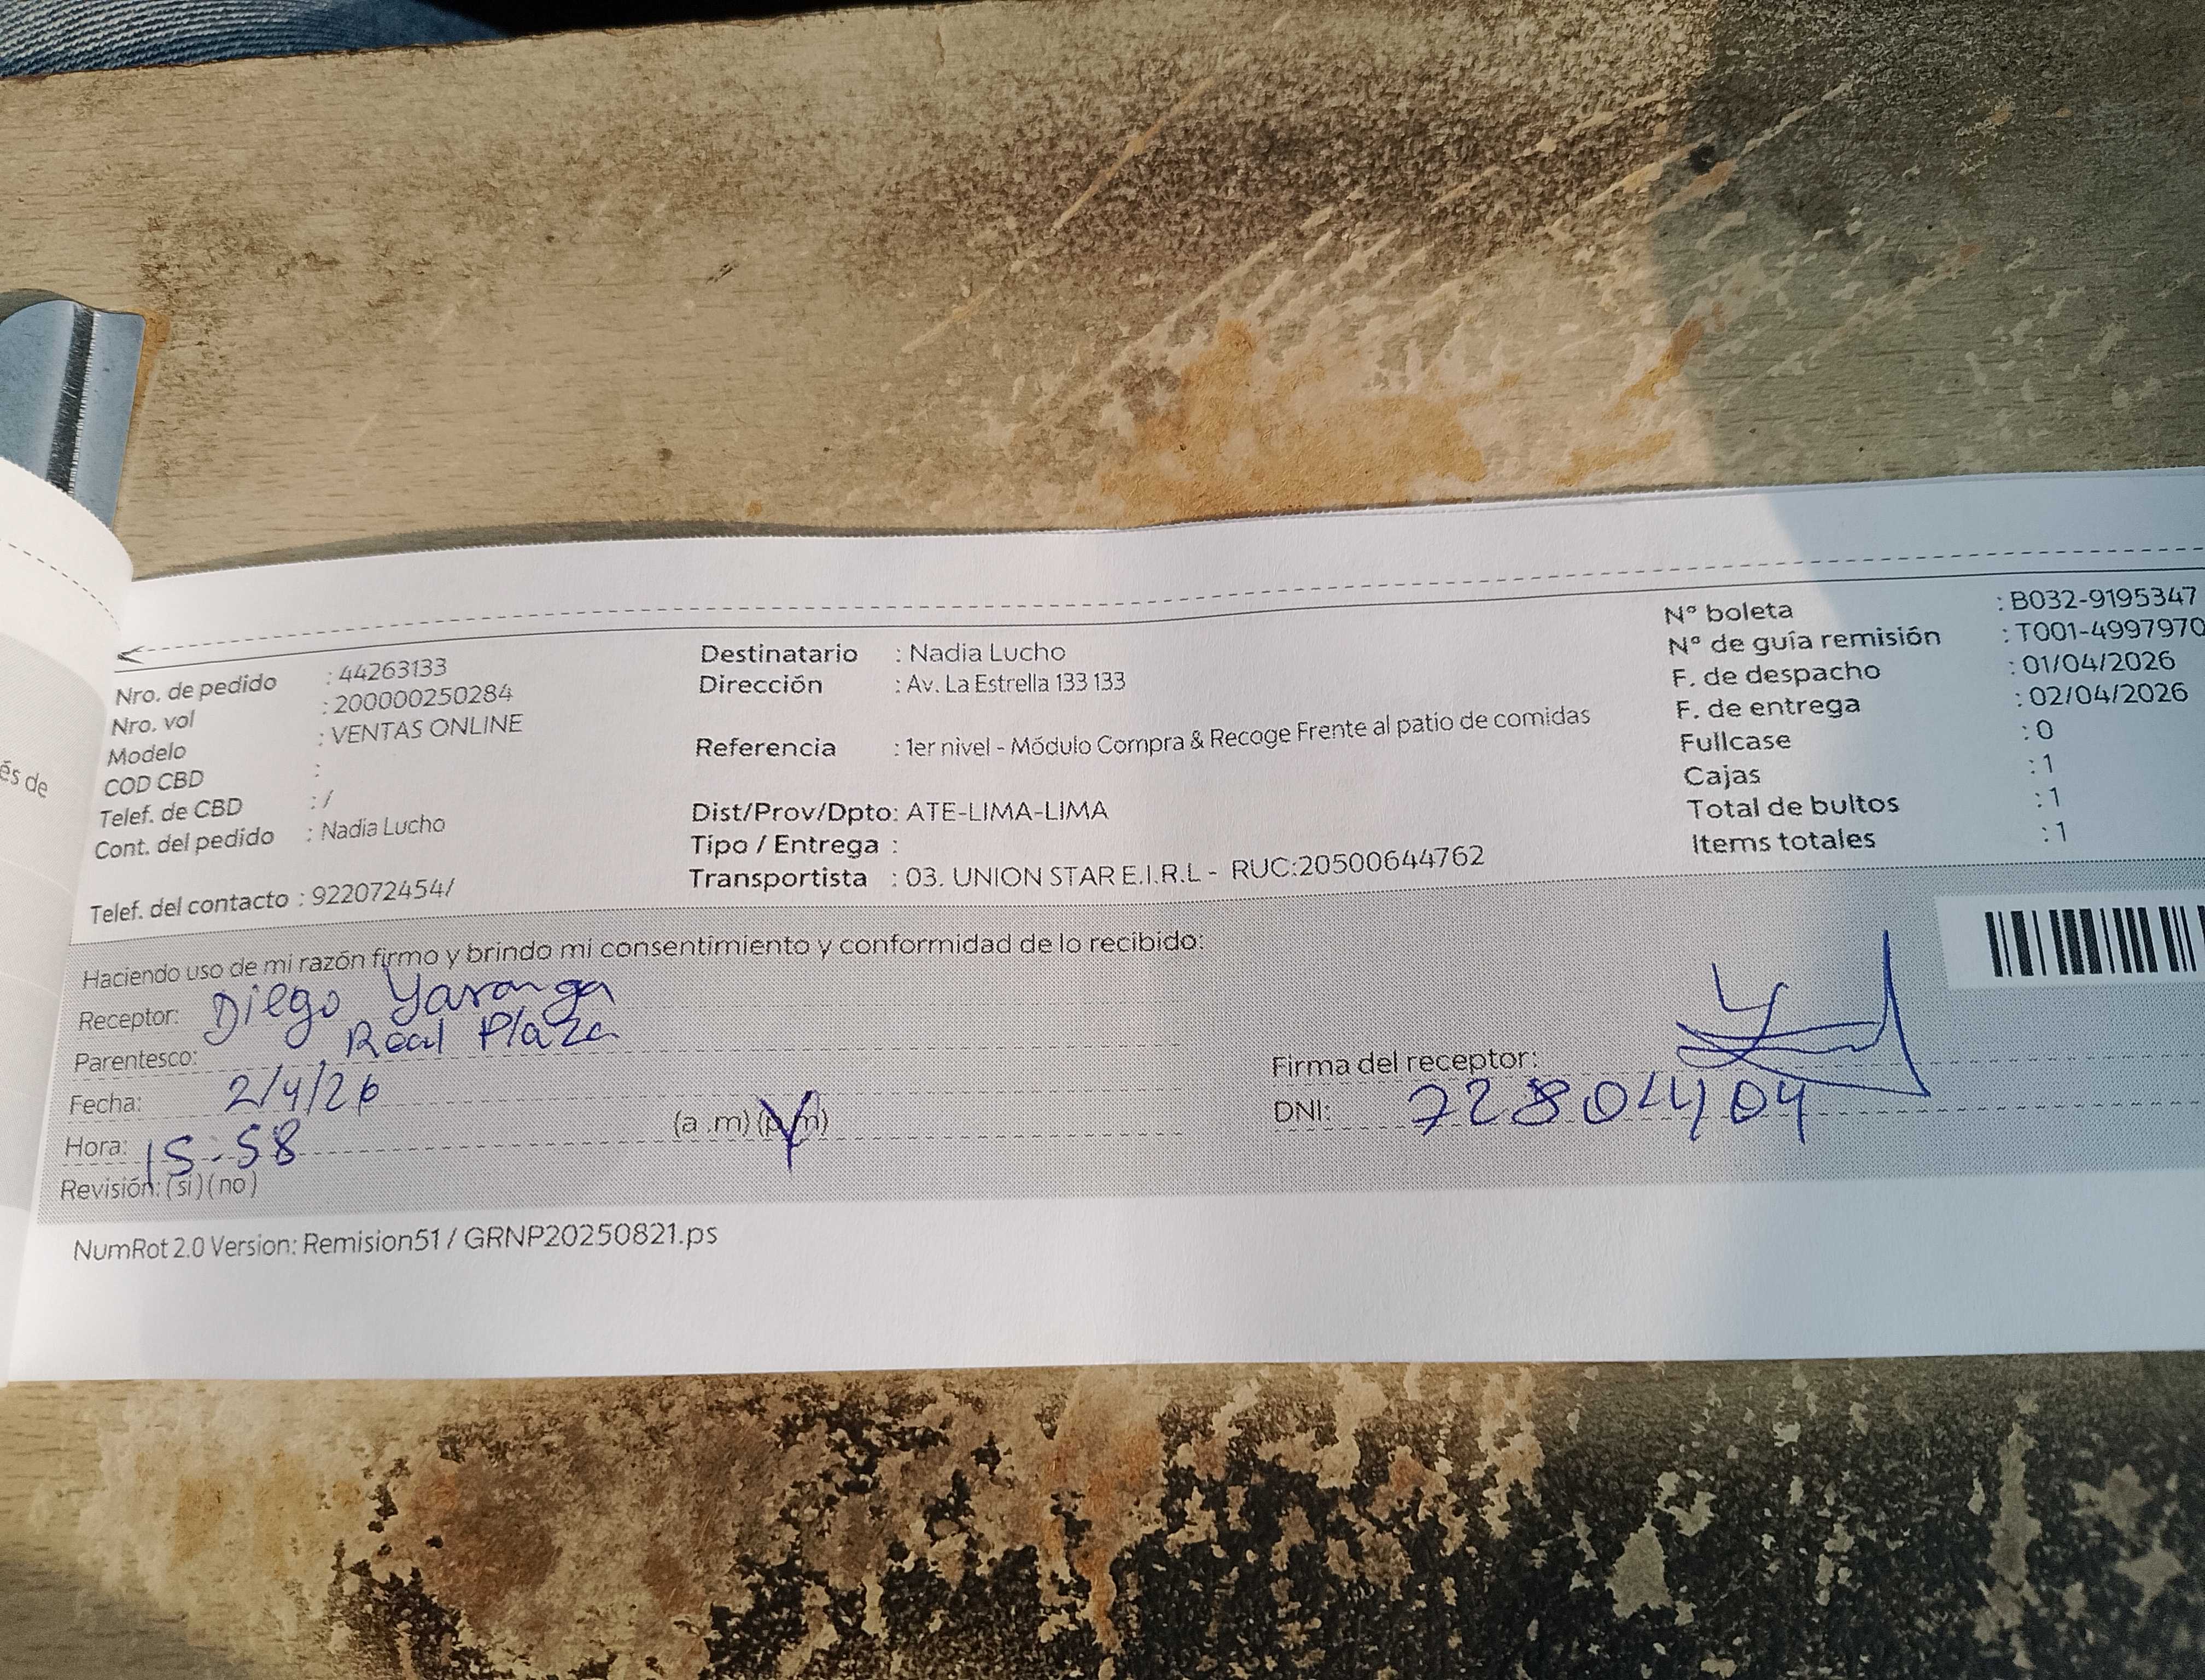 és de
Nro. de pedido : 44263133
Nro. vol : 200000250284
Modelo : VENTAS ONLINE
COD CBD :
Telef. de CBD : /
Cont. del pedido : Nadia Lucho
Telef. del contacto : 922072454/
Destinatario : Nadia Lucho
Dirección : Av. La Estrella 133 133
Referencia : 1er nivel - Módulo Compra & Recoge Frente al patio de comidas
Dist/Prov/Dpto: ATE-LIMA-LIMA
Tipo / Entrega :
Transportista : 03. UNION STAR E.I.R.L - RUC:20500644762
N° boleta : B032-9195347
N° de guía remisión : T001-4997970
F. de despacho : 01/04/2026
F. de entrega : 02/04/2026
Fullcase : 0
Cajas : 1
Total de bultos : 1
Items totales : 1
Haciendo uso de mi razón firmo y brindo mi consentimiento y conformidad de lo recibido:
Receptor: Diego Yaranga
Parentesco: Real Plaza
Fecha: 2/4/26
Hora: 15:58 (a .m) (p.m)
Revisión: (si) (no)
Firma del receptor:
DNI: 72804404
NumRot 2.0 Version: Remision51 / GRNP20250821.ps